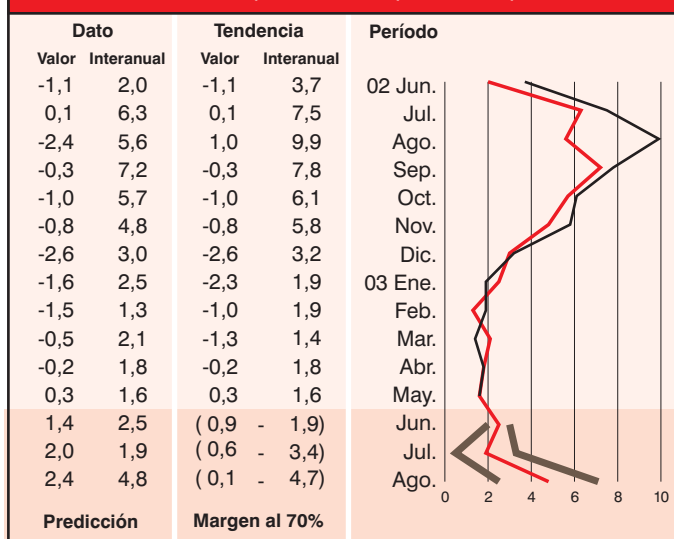 Dato Tendencia Período
Valor Interanual Valor Interanual
-1,1 2,0 -1,1 3,7 02 Jun.
0,1 6,3 0,1 7,5 Jul.
-2,4 5,6 1,0 9,9 Ago.
-0,3 7,2 -0,3 7,8 Sep.
-1,0 5,7 -1,0 6,1 Oct.
-0,8 4,8 -0,8 5,8 Nov.
-2,6 3,0 -2,6 3,2 Dic.
-1,6 2,5 -2,3 1,9 03 Ene.
-1,5 1,3 -1,0 1,9 Feb.
-0,5 2,1 -1,3 1,4 Mar.
-0,2 1,8 -0,2 1,8 Abr.
0,3 1,6 0,3 1,6 May.
1,4 2,5 ( 0,9 - 1,9) Jun.
2,0 1,9 ( 0,6 - 3,4) Jul.
2,4 4,8 ( 0,1 - 4,7) Ago.
0 2 4 6 8 10
Predicción Margen al 70%